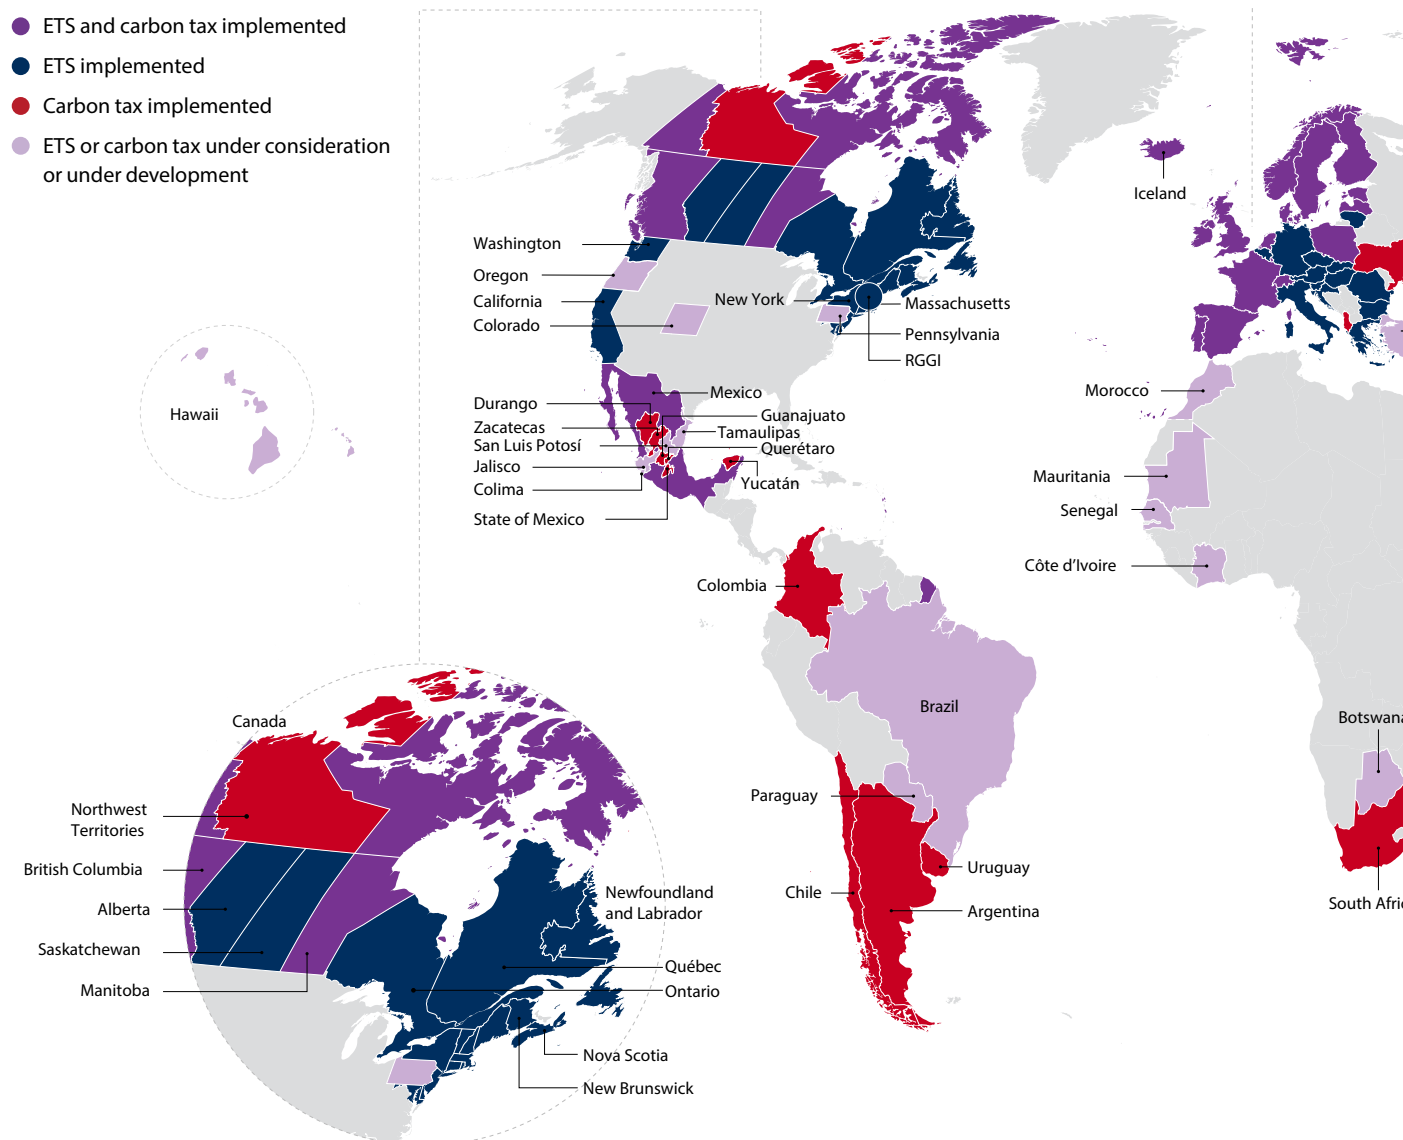 ETS and carbon tax implemented
ETS implemented
Carbon tax implemented
ETS or carbon tax under consideration
or under development
Iceland
Washington
Oregon
California
Colorado
New York
Massachusetts
Pennsylvania
RGGI
Hawaii
Mexico
Durango
Guanajuato
Zacatecas
Tamaulipas
San Luis Potosí
Querétaro
Jalisco
Yucatán
Colima
State of Mexico
Morocco
Mauritania
Senegal
Côte d'Ivoire
Colombia
Brazil
Botswana
Paraguay
Uruguay
Chile
Argentina
South Afri
Canada
Northwest
Territories
British Columbia
Alberta
Saskatchewan
Manitoba
Newfoundland
and Labrador
Québec
Ontario
Nova Scotia
New Brunswick